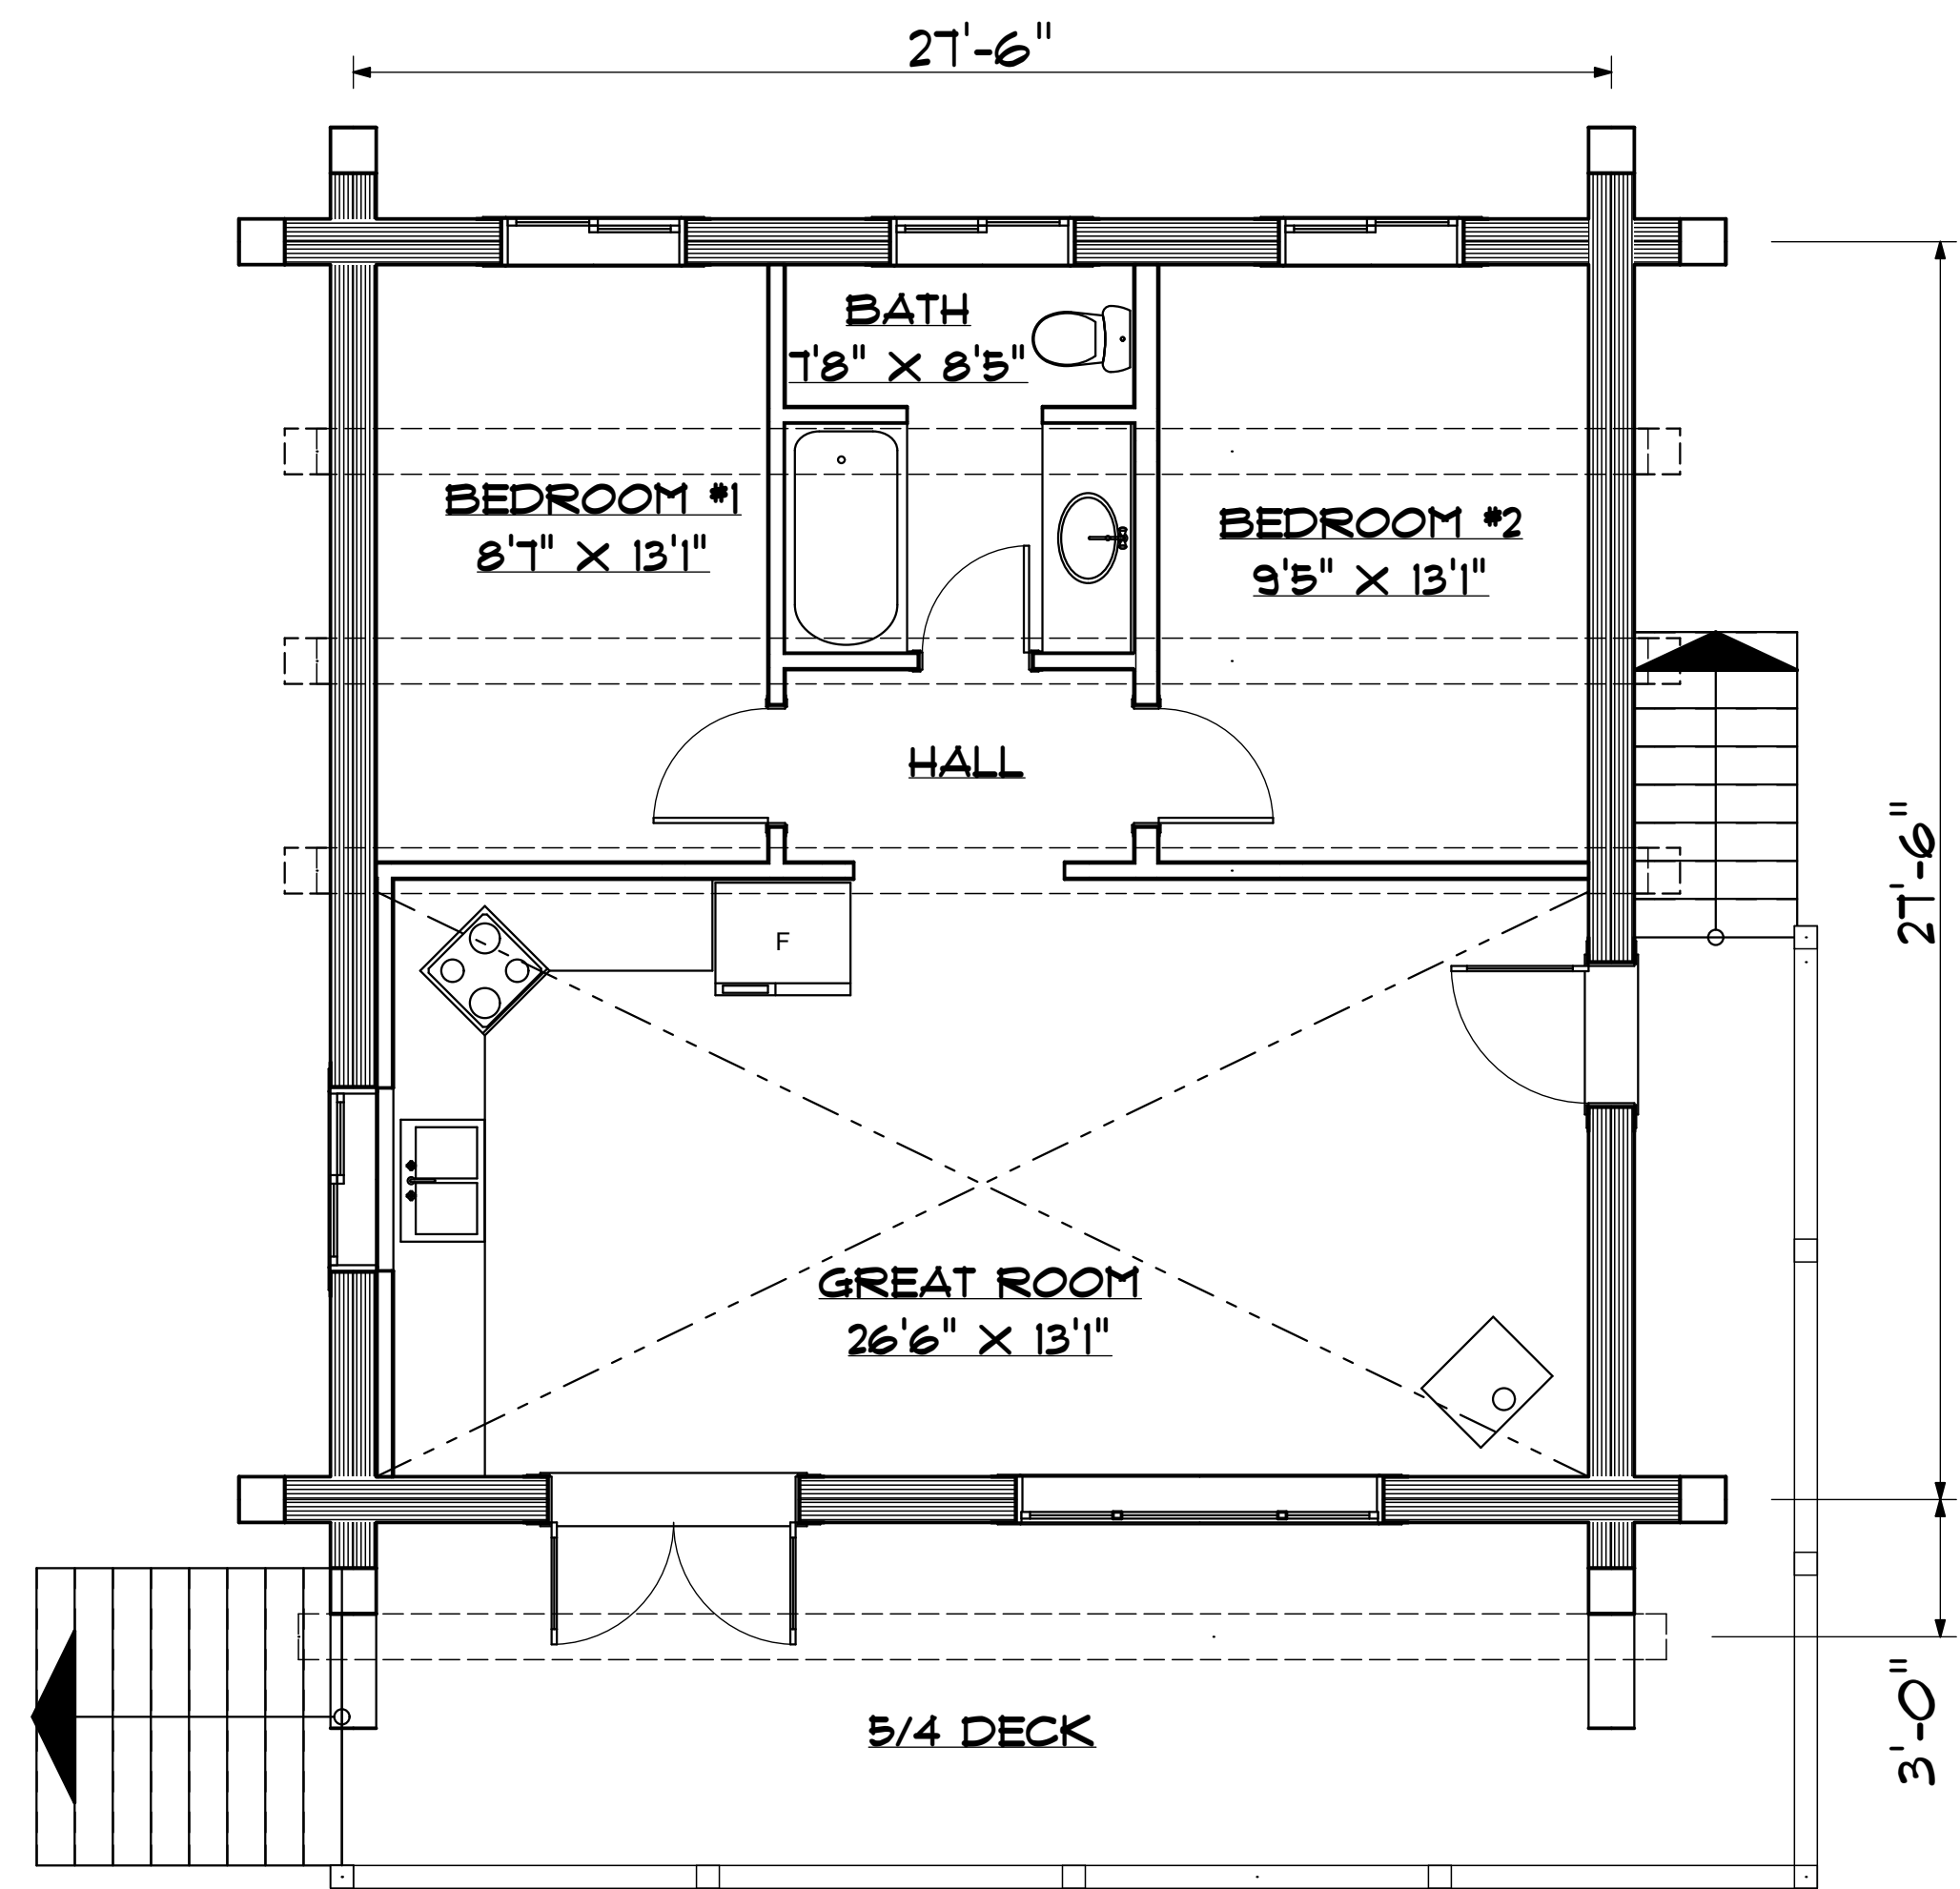 27'-6"
BATH
7'8" X 8'5"
BEDROOM #1
8'7" X 13'1"
BEDROOM #2
9'5" X 13'1"
HALL
27'-6"
F
GREAT ROOM
26'6" X 13'1"
5/4 DECK
3'-0"